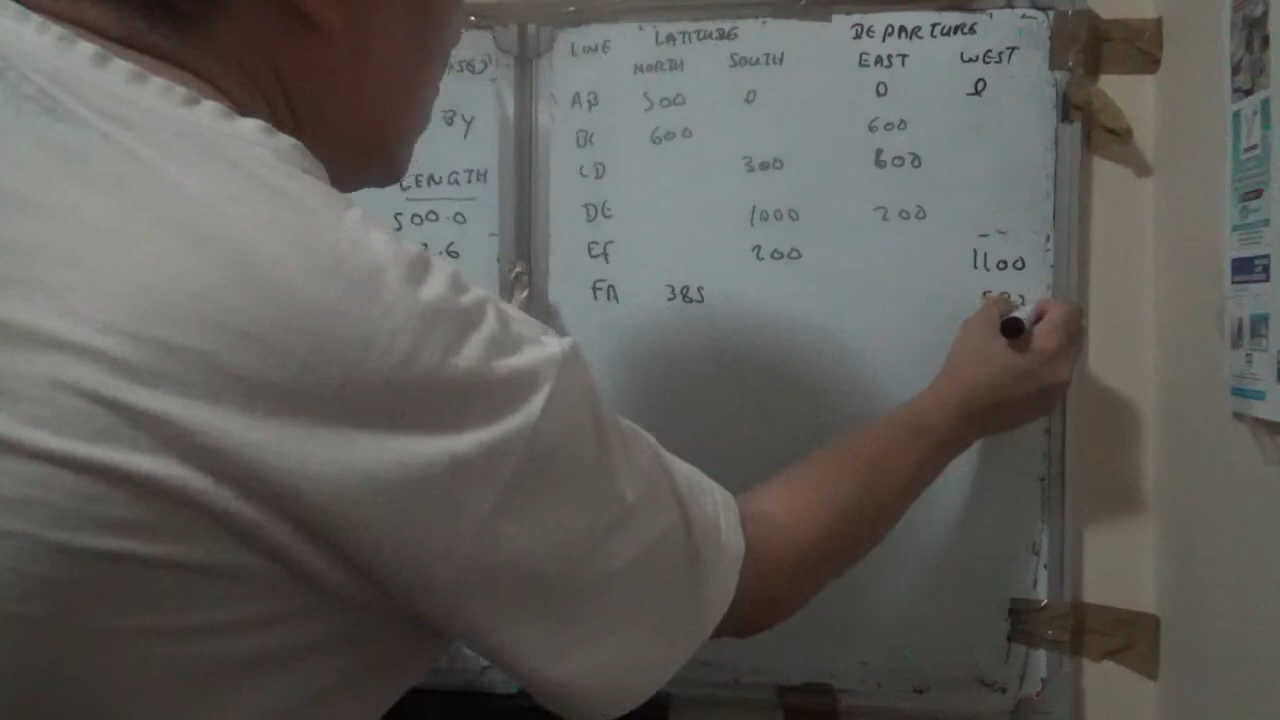 LINE LATITUDE DEPARTURE
NORTH SOUTH EAST WEST
AB 500 0 0 0
BC 600 600
CD 300 600
DE 1000 200
EF 200 1100
FA 385
BY
LENGTH
500.0
.6